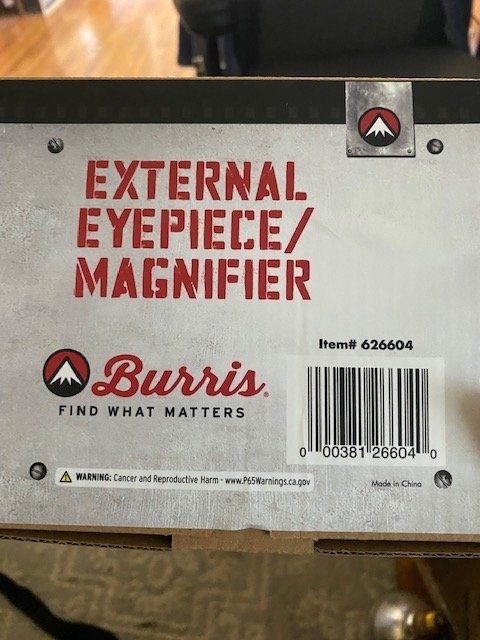 EXTERNAL
EYEPIECE/
MAGNIFIER
Item# 626604
Burris®
FIND WHAT MATTERS
0 00381 26604 0
WARNING: Cancer and Reproductive Harm - www.P65Warnings.ca.gov
Made in China